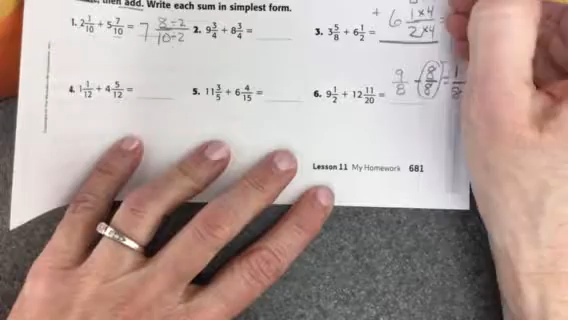 then add. Write each sum in simplest form.
1. 2 1/10 + 5 7/10 = 7 8÷2/10÷2 2. 9 3/4 + 8 3/4 = 3. 3 5/8 + 6 1/2 = + 6 1×4/2×4 =
4. 1 1/12 + 4 5/12 = 5. 11 3/5 + 6 4/15 = 6. 9 1/2 + 12 11/20 = 9/8 - 8/8 = 1/8
Lesson 11 My Homework 681